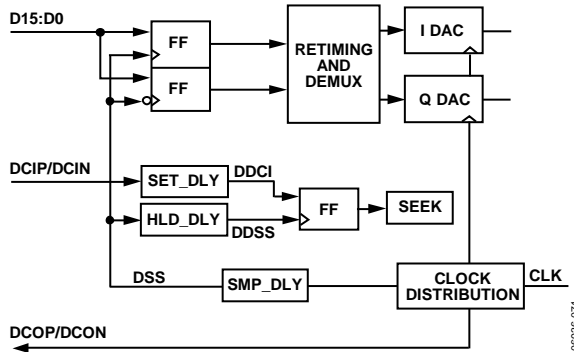 D15:D0
FF
FF
RETIMING
AND
DEMUX
I DAC
Q DAC
DCIP/DCIN
SET_DLY
DDCI
HLD_DLY
DDSS
FF
SEEK
DSS
SMP_DLY
CLOCK
DISTRIBUTION
CLK
DCOP/DCON